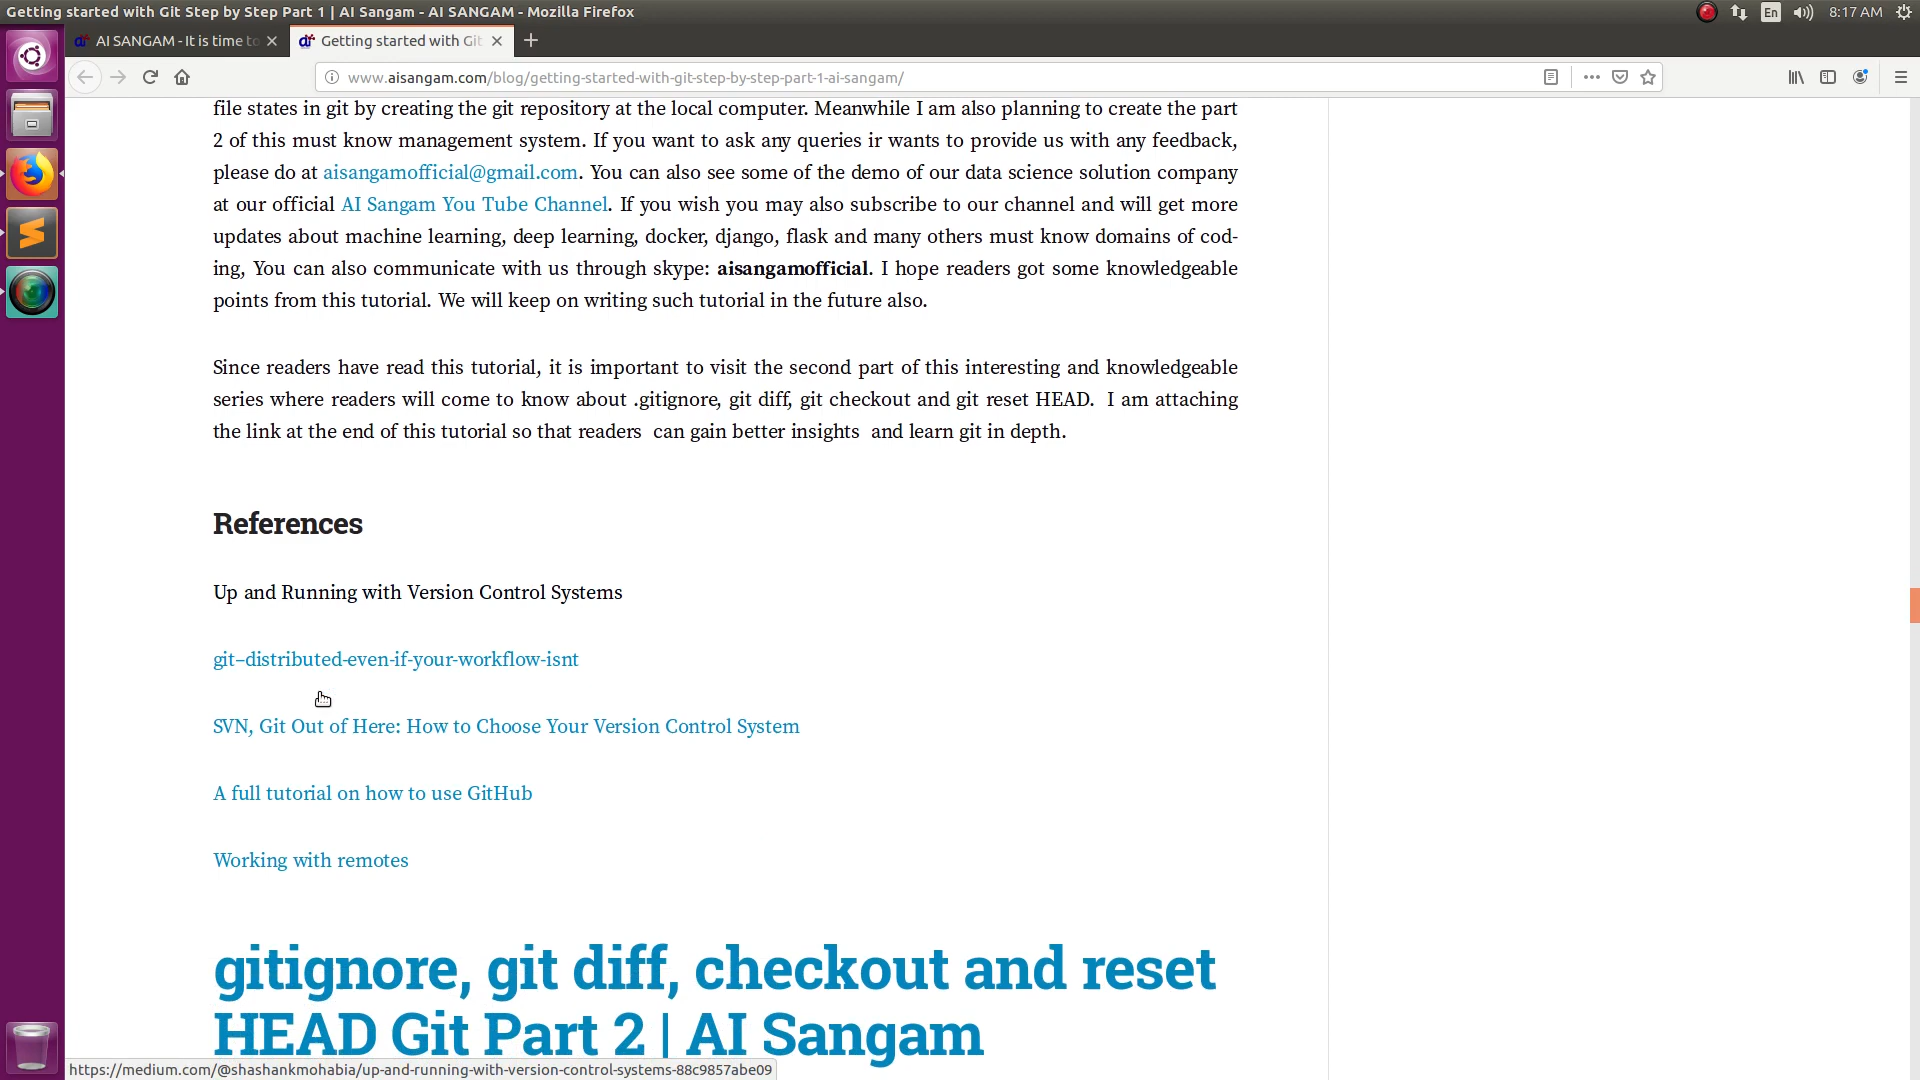 Getting started with Git Step by Step Part 1 | AI Sangam - AI SANGAM - Mozilla Firefox
En
8:17 AM
AI SANGAM - It is time to
Getting started with Git
www.aisangam.com/blog/getting-started-with-git-step-by-step-part-1-ai-sangam/
file states in git by creating the git repository at the local computer. Meanwhile I am also planning to create the part
2 of this must know management system. If you want to ask any queries ir wants to provide us with any feedback,
please do at aisangamofficial@gmail.com. You can also see some of the demo of our data science solution company
at our official AI Sangam You Tube Channel. If you wish you may also subscribe to our channel and will get more
updates about machine learning, deep learning, docker, django, flask and many others must know domains of cod-
ing, You can also communicate with us through skype: aisangamofficial. I hope readers got some knowledgeable
points from this tutorial. We will keep on writing such tutorial in the future also.
Since readers have read this tutorial, it is important to visit the second part of this interesting and knowledgeable
series where readers will come to know about .gitignore, git diff, git checkout and git reset HEAD. I am attaching
the link at the end of this tutorial so that readers can gain better insights and learn git in depth.
References
Up and Running with Version Control Systems
git–distributed-even-if-your-workflow-isnt
SVN, Git Out of Here: How to Choose Your Version Control System
A full tutorial on how to use GitHub
Working with remotes
gitignore, git diff, checkout and reset
HEAD Git Part 2 | AI Sangam
https://medium.com/@shashankmohabia/up-and-running-with-version-control-systems-88c9857abe09